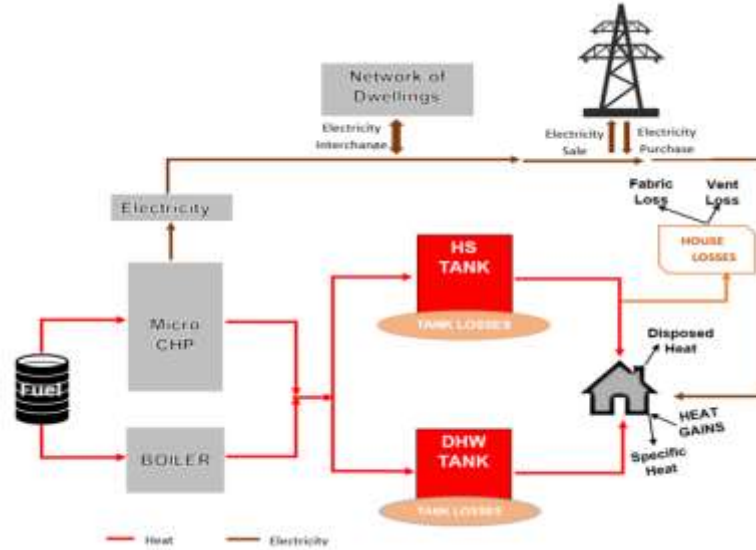 Network of
Dwellings
Electricity
Interchange
Electricity
Sale
Electricity
Purchase
Fabric
Loss
Vent
Loss
Electricity
HOUSE
LOSSES
HS
TANK
TANK LOSSES
Micro
CHP
Disposed
Heat
Fuel
HEAT
GAINS
BOILER
DHW
TANK
Specific
Heat
TANK LOSSES
Heat
Electricity